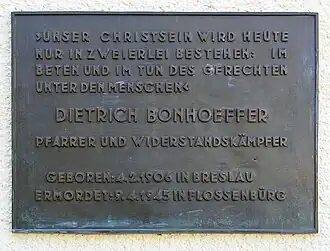 ›UNSER CHRISTSEIN WIRD HEUTE
NUR IN ZWEIERLEI BESTEHEN: IM
BETEN UND IM TUN DES GERECHTEN
UNTER DEN MENSCHEN‹
DIETRICH BONHOEFFER
PFARRER UND WIDERSTANDSKÄMPFER
GEBOREN: 4.2.1906 IN BRESLAU
ERMORDET: 9.4.1945 IN FLOSSENBÜRG